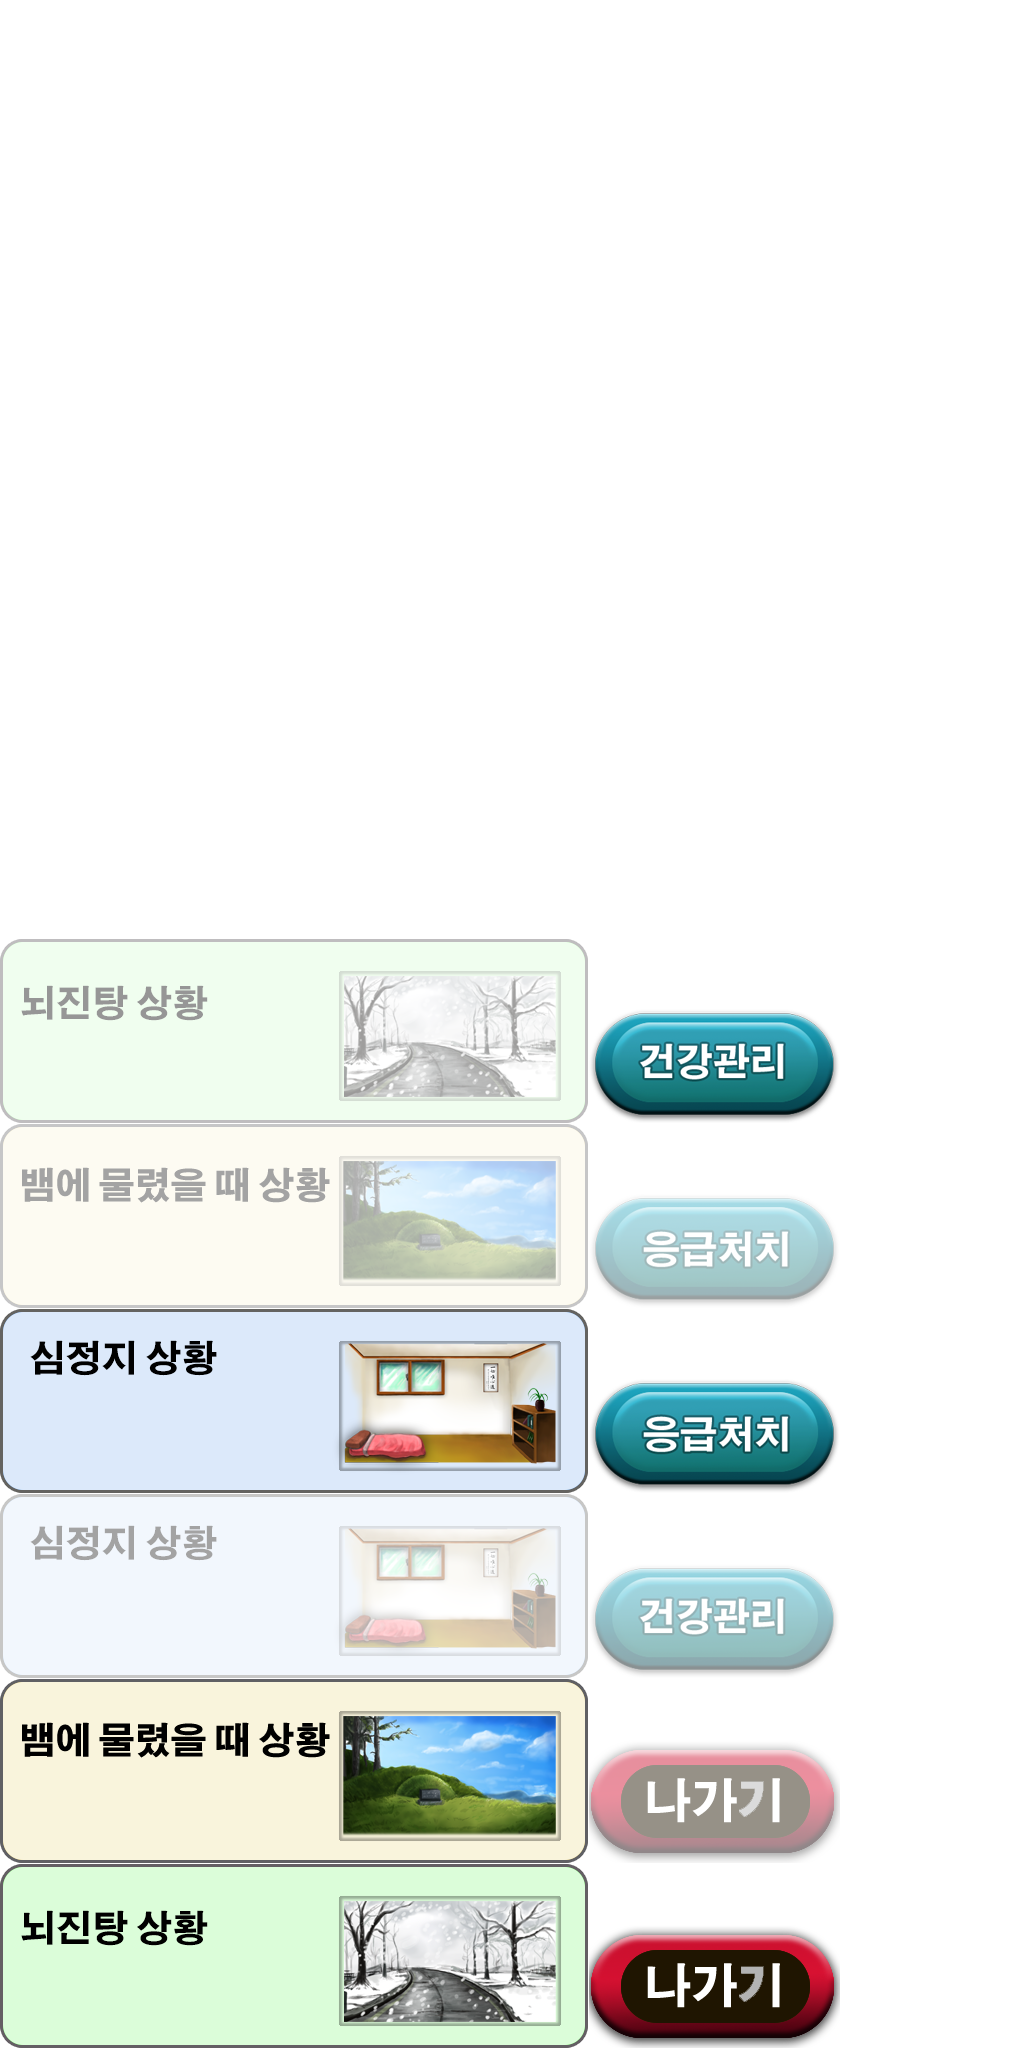 뇌진탕 상황
건강관리
뱀에 물렸을 때 상황
응급처치
심정지 상황
응급처치
심정지 상황
건강관리
뱀에 물렸을 때 상황
나가기
뇌진탕 상황
나가기